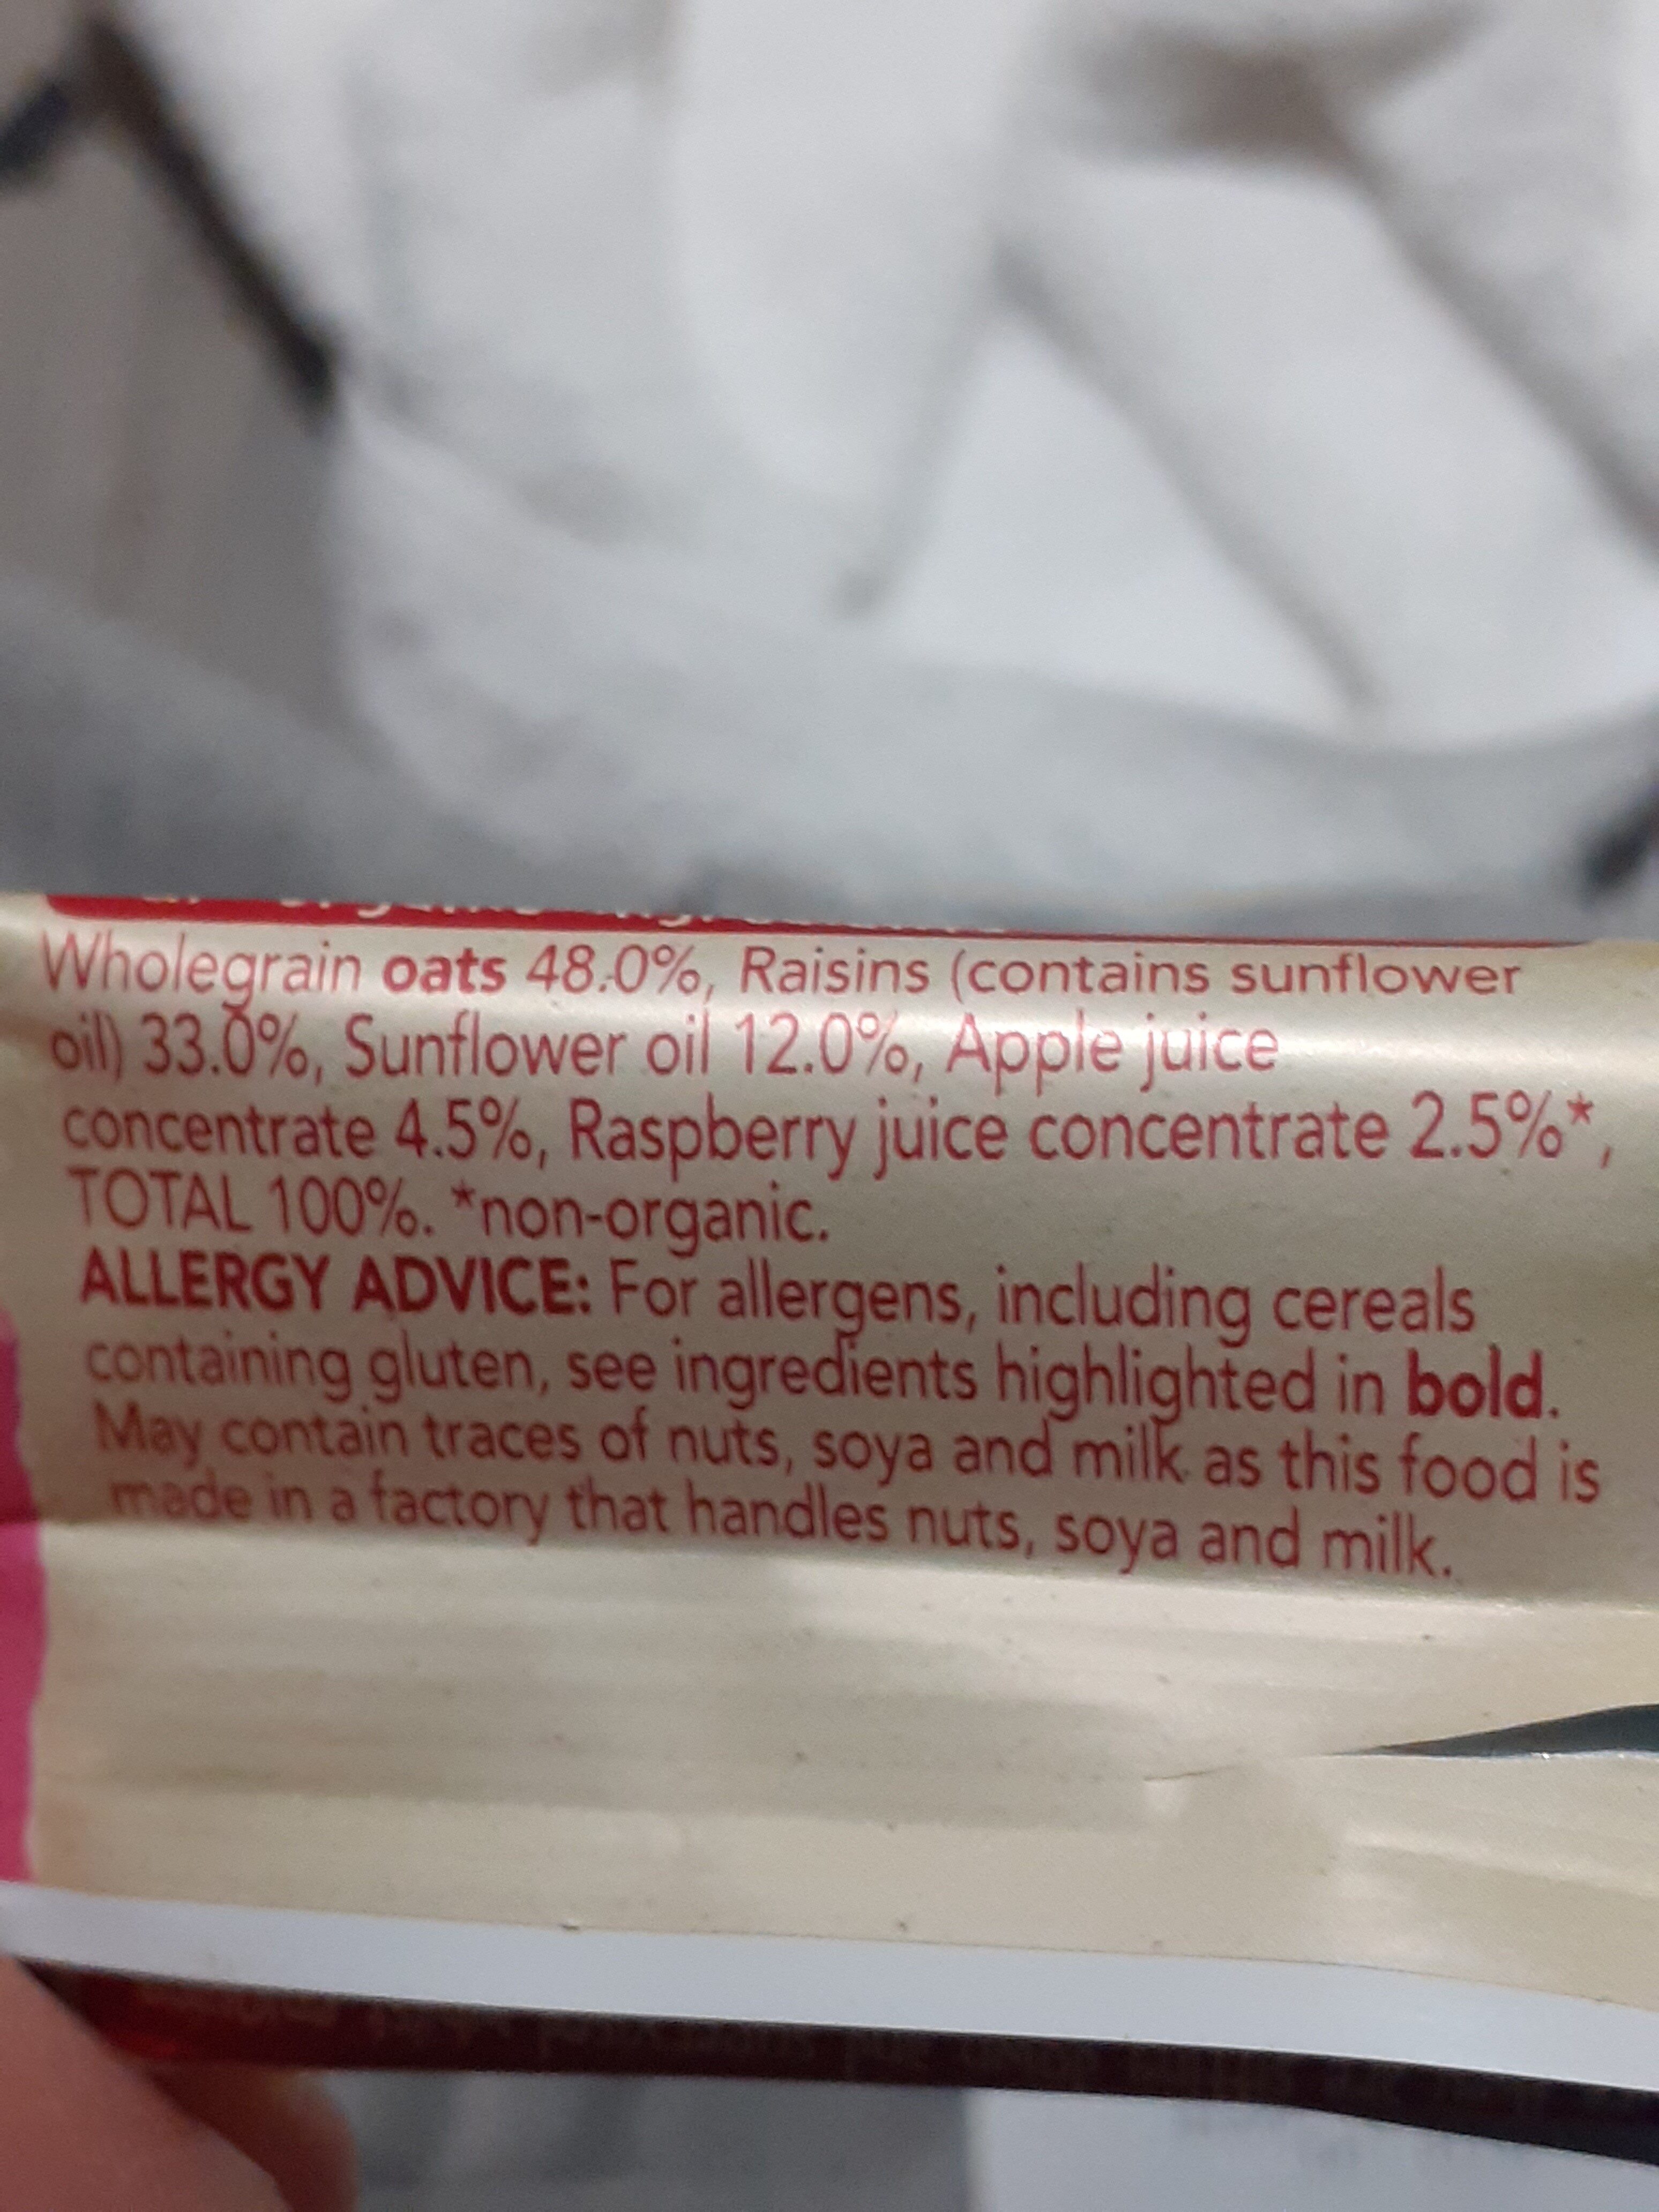 Wholegrain oats 48.0%, Raisins (contains sunflower
oil) 33.0%, Sunflower oil 12.0%, Apple juice
concentrate 4.5%, Raspberry juice concentrate 2.5%*,
TOTAL 100%. *non-organic.
ALLERGY ADVICE: For allergens, including cereals
containing gluten, see ingredients highlighted in bold.
May contain traces of nuts, soya and milk as this food is
made in a factory that handles nuts, soya and milk.